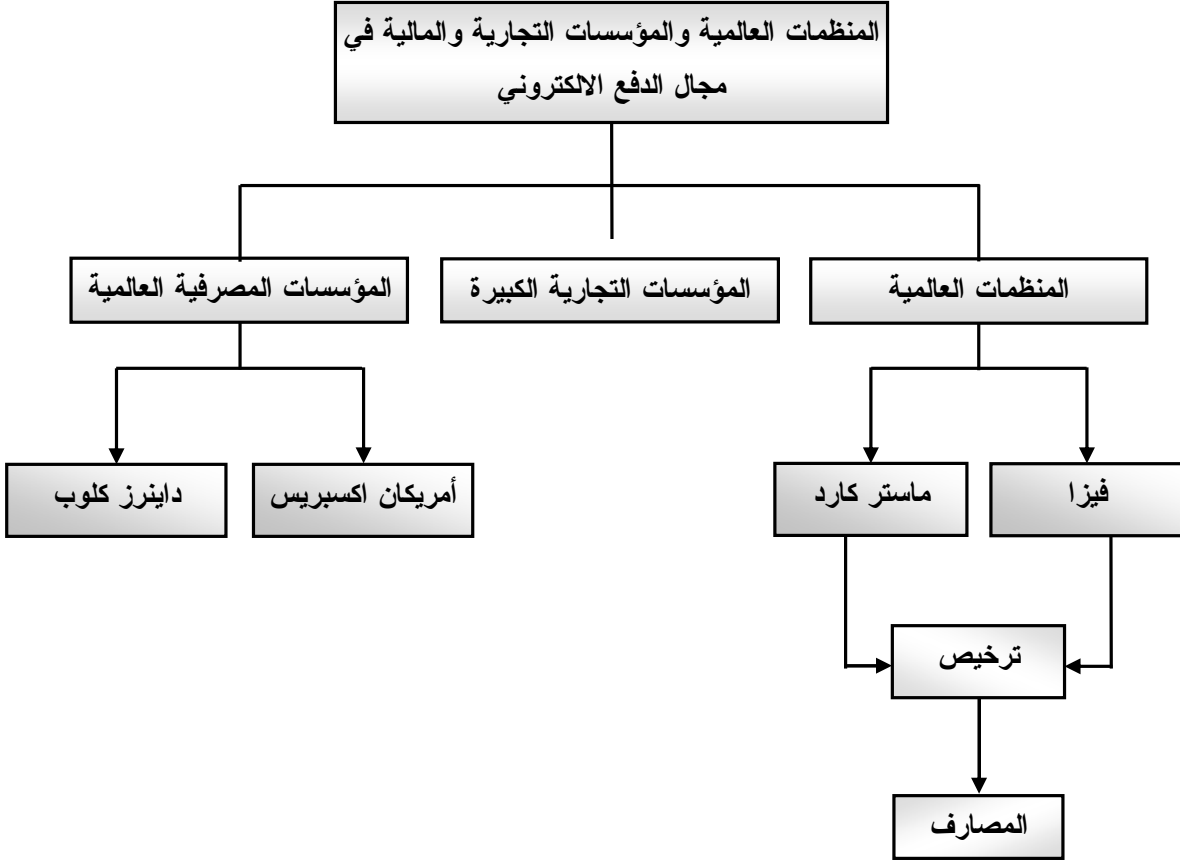 المنظمات العالمية والمؤسسات التجارية والمالية في
مجال الدفع الالكتروني
المنظمات العالمية
المؤسسات التجارية الكبيرة
المؤسسات المصرفية العالمية
فيزا
ماستر كارد
أمريكان اكسبريس
داينرز كلوب
ترخيص
المصارف